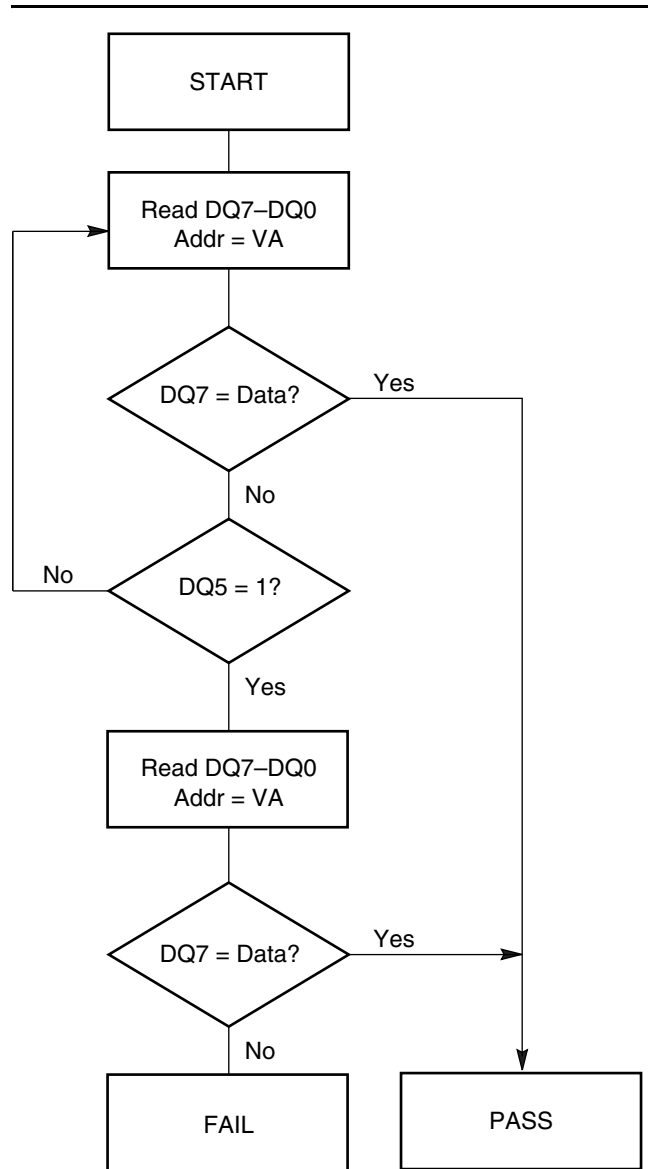 START
Read DQ7–DQ0
Addr = VA
DQ7 = Data?
Yes
No
No
DQ5 = 1?
Yes
Read DQ7–DQ0
Addr = VA
DQ7 = Data?
Yes
No
FAIL
PASS